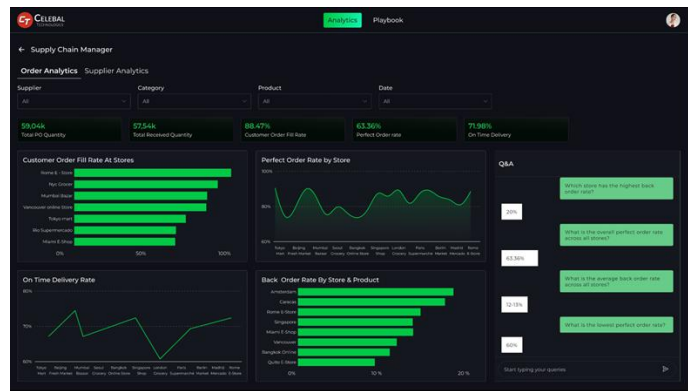 CELEBAL
TECHNOLOGIES
Analytics
Playbook
← Supply Chain Manager
Order Analytics
Supplier Analytics
Supplier
Category
Product
Date
All
All
All
All
59,04k
Total PO Quantity
57,54k
Total Received Quantity
88.47%
Customer Order Fill Rate
63.36%
Perfect Order rate
71.98%
On Time Delivery
Customer Order Fill Rate At Stores
Rome E - Store
Nyc Grocer
Mumbai Bazar
Vancouver online Store
Tokyo mart
Rio Supermercado
Miami E Shop
0%
50%
100%
Perfect Order Rate by Store
100%
80%
60%
Tokyo Beijing Mumbai Seoul Bangkok Singapore London Paris Berlin Madrid Rome
Mart Fresh Market Bazaar Grocery Online Store Shop Grocery Supermarche Market Mercado E-Store
On Time Delivery Rate
80%
70%
60%
Tokyo Beijing Mumbai Seoul Bangkok Singapore London Paris Berlin Madrid Rome
Mart Fresh Market Bazaar Grocery Online Store Shop Grocery Supermarche Market Mercado E-Store
Back Order Rate By Store & Product
Amsterdam
Caracas
Rome E-Store
Singapore
Miami E Shop
Vancouver
Bangkok Online
Quito E-Store
0%
10 %
20 %
Q&A
Which store has the highest back
order rate?
20%
What is the overall perfect order rate
across all stores?
63.36%
What is the average back order rate
across all stores?
12-13%
What is the lowest perfect order rate?
60%
Start typing your queries